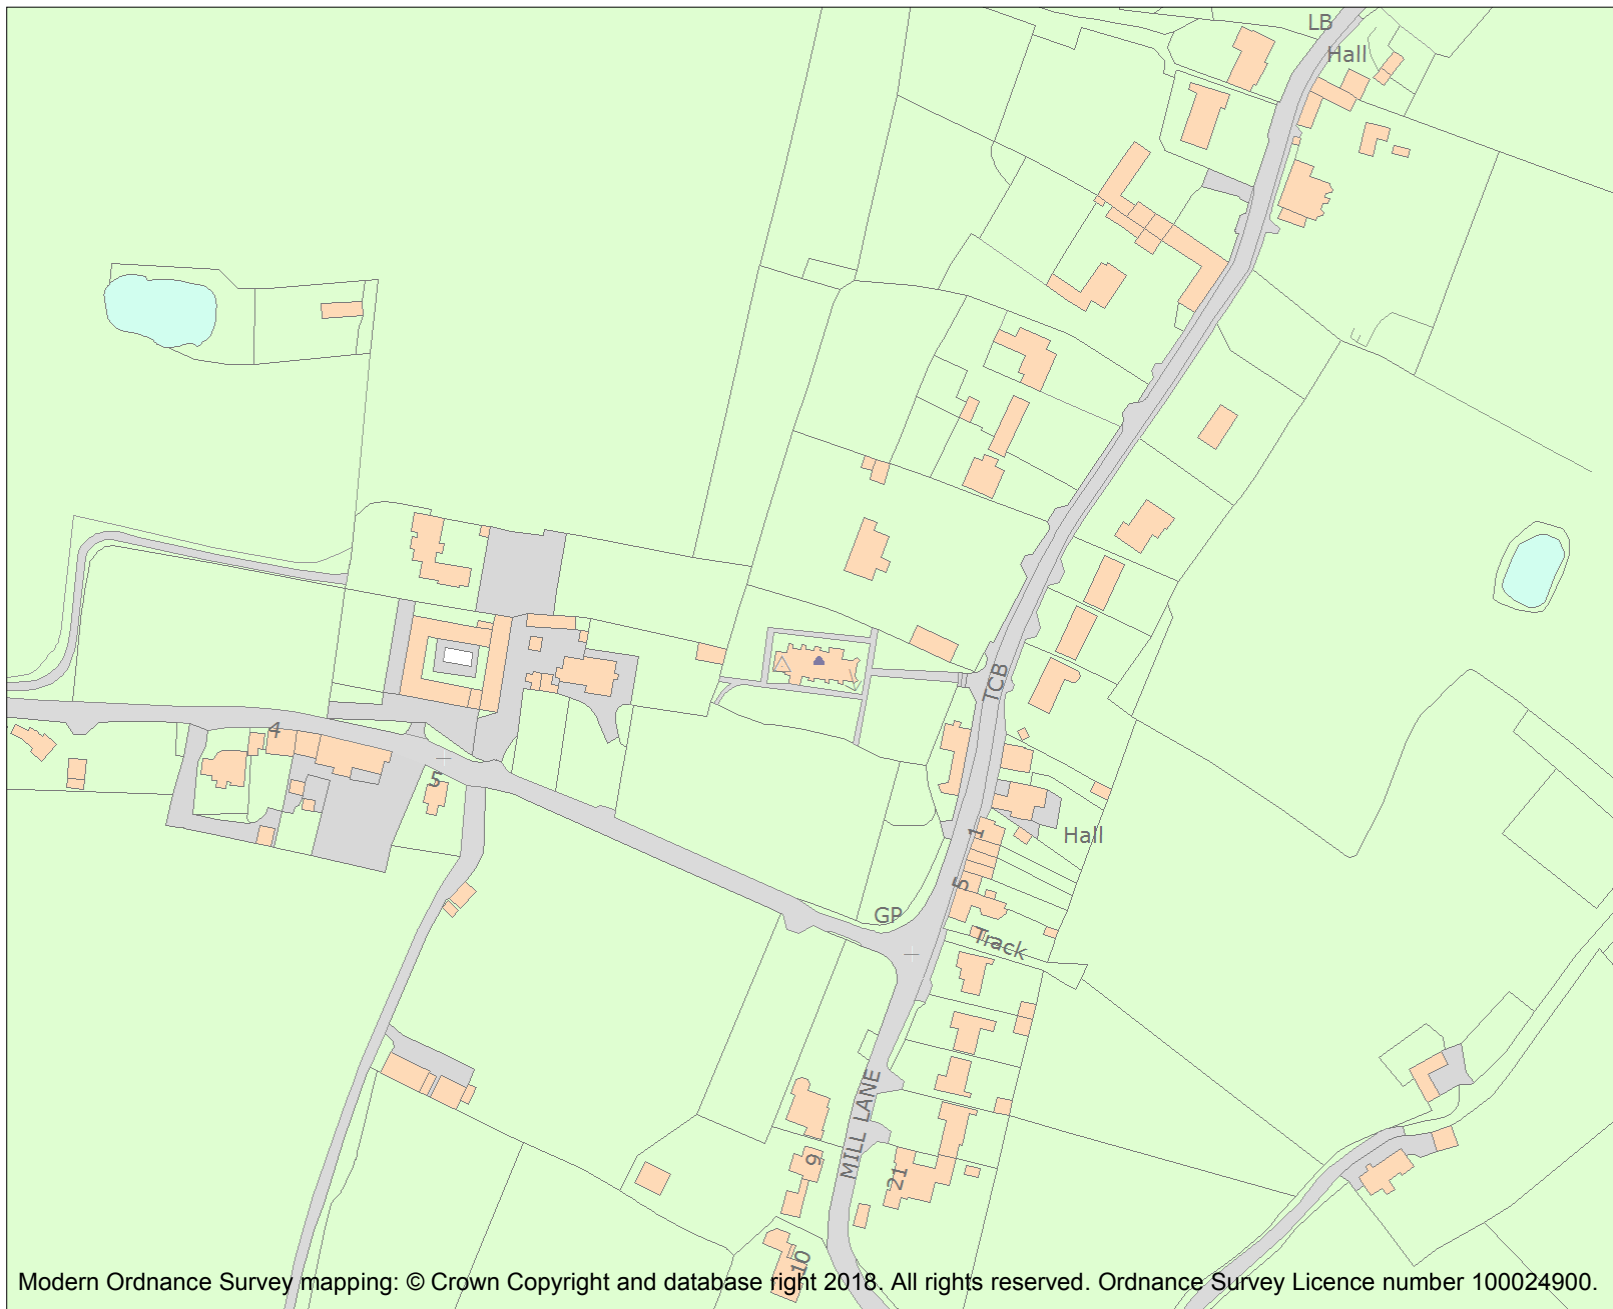 LB
Hall
TCB
4
5
1
Hall
5
GP
Track
MILL LANE
9
21
10
Modern Ordnance Survey mapping: © Crown Copyright and database right 2018. All rights reserved. Ordnance Survey Licence number 100024900.